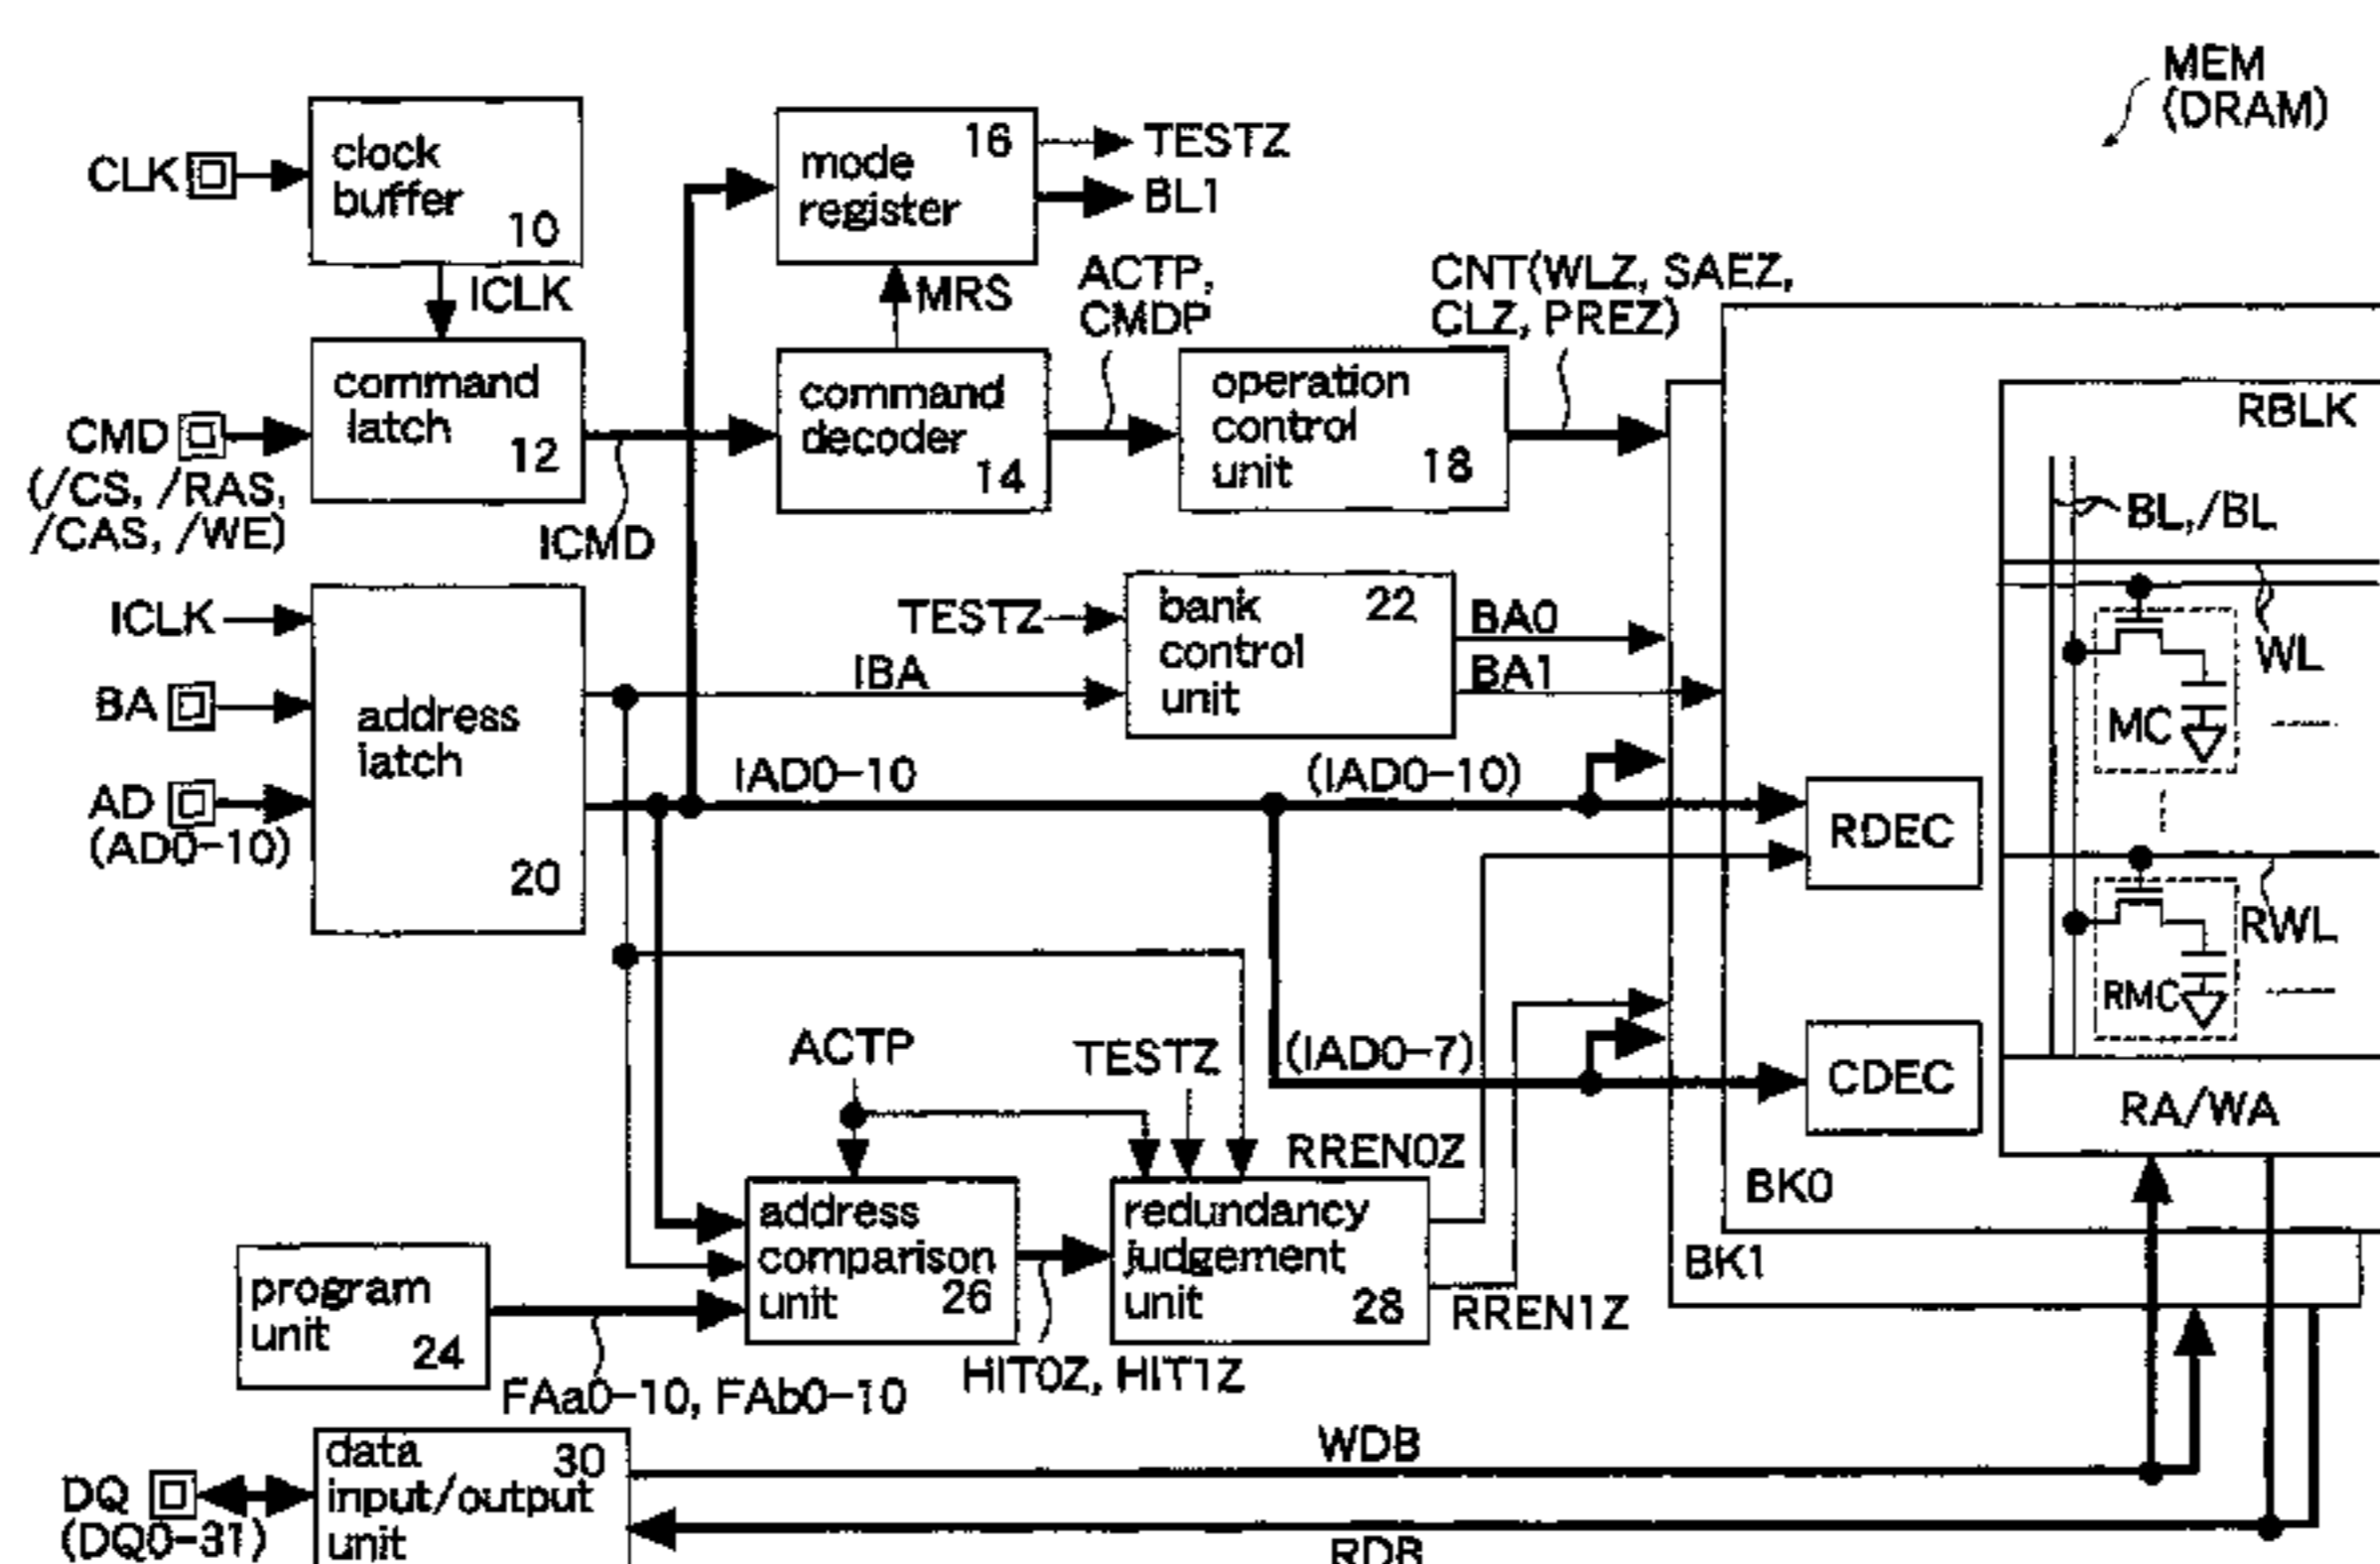 MEM
(DRAM)
CLK
clock
buffer
10
ICLK
mode
register
16
TESTZ
BL1
MRS
CMD
(/CS, /RAS,
/CAS, /WE)
command
latch
12
ICMD
command
decoder
14
ACTP,
CMDP
operation
control
unit
18
CNT(WLZ, SAEZ,
CLZ, PREZ)
ICLK
BA
AD
(AD0-10)
address
latch
20
TESTZ
IBA
bank
control
unit
22
BA0
BA1
IAD0-10
(IAD0-10)
(IAD0-7)
RDEC
CDEC
RBLK
BL,/BL
WL
MC
RWL
RMC
RA/WA
BK0
BK1
ACTP
TESTZ
program
unit
24
FAa0-10, FAb0-10
address
comparison
unit
26
HIT0Z, HIT1Z
redundancy
judgement
unit
28
RREN0Z
RREN1Z
DQ
(DQ0-31)
data
input/output
unit
30
WDB
RDB